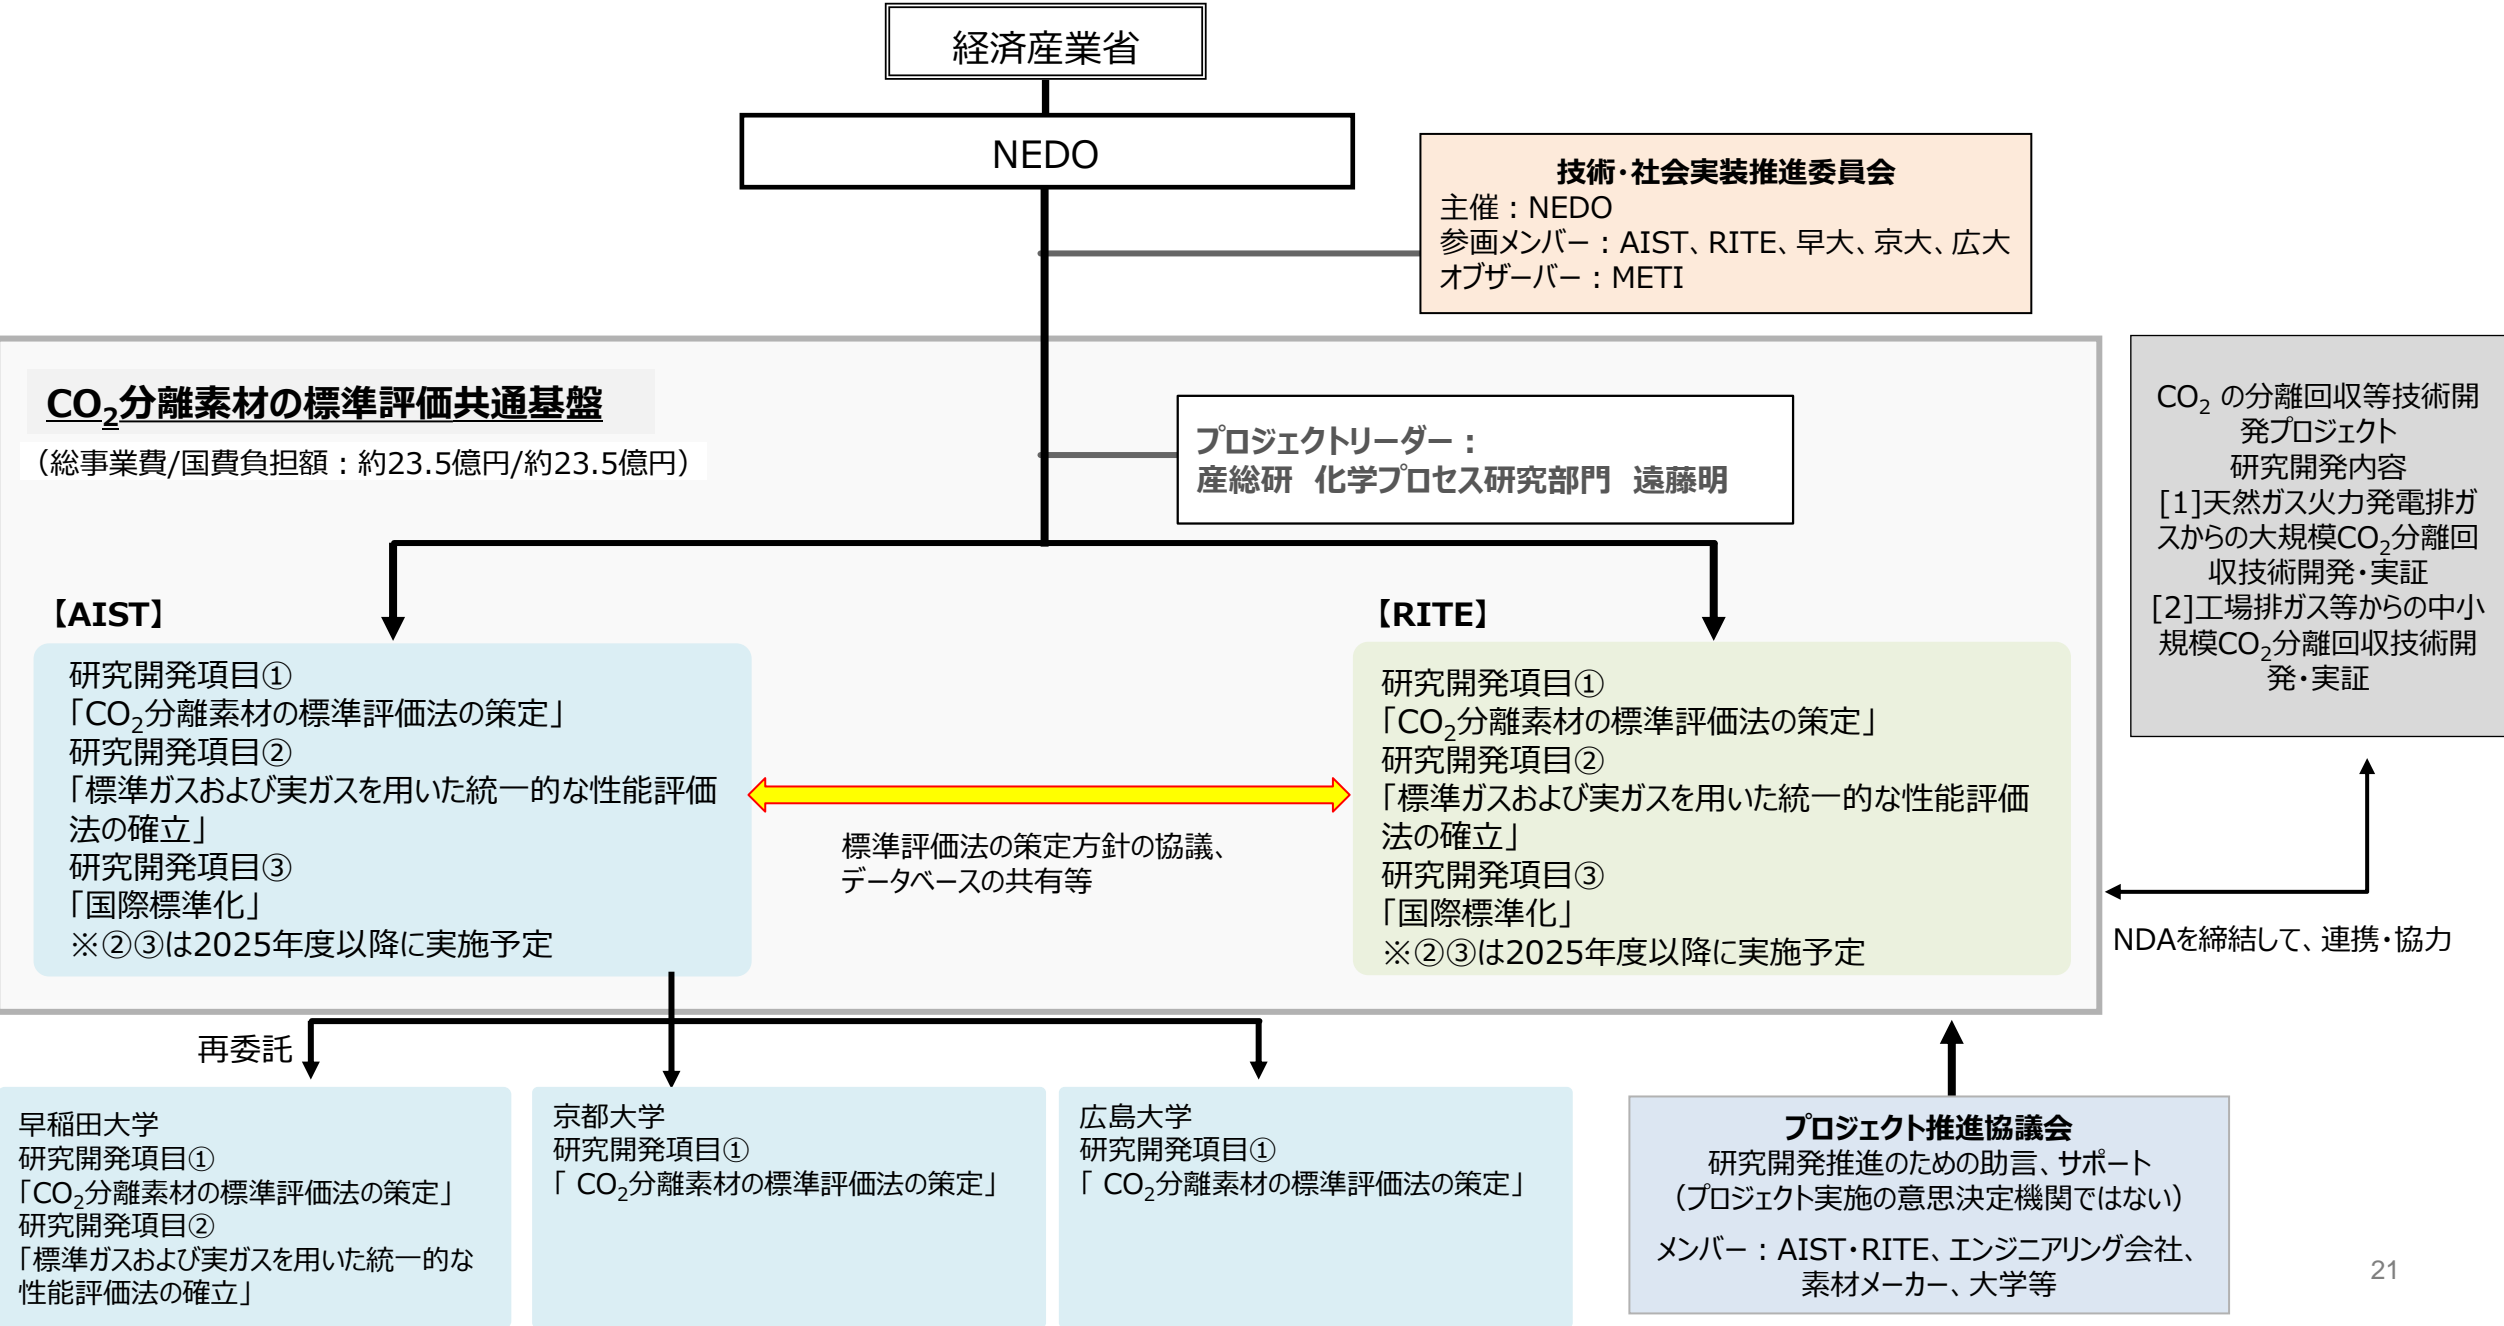 経済産業省
NEDO
技術・社会実装推進委員会
主催：NEDO
参画メンバー：AIST、RITE、早大、京大、広大
オブザーバー：METI
CO₂分離素材の標準評価共通基盤
（総事業費/国費負担額：約23.5億円/約23.5億円）
プロジェクトリーダー：
産総研　化学プロセス研究部門　遠藤明
CO₂ の分離回収等技術開
発プロジェクト
研究開発内容
[1]天然ガス火力発電排ガ
スからの大規模CO₂分離回
収技術開発・実証
[2]工場排ガス等からの中小
規模CO₂分離回収技術開
発・実証
【AIST】
研究開発項目①
「CO₂分離素材の標準評価法の策定」
研究開発項目②
「標準ガスおよび実ガスを用いた統一的な性能評価
法の確立」
研究開発項目③
「国際標準化」
※②③は2025年度以降に実施予定
標準評価法の策定方針の協議、
データベースの共有等
【RITE】
研究開発項目①
「CO₂分離素材の標準評価法の策定」
研究開発項目②
「標準ガスおよび実ガスを用いた統一的な性能評価
法の確立」
研究開発項目③
「国際標準化」
※②③は2025年度以降に実施予定
NDAを締結して、連携・協力
再委託
早稲田大学
研究開発項目①
「CO₂分離素材の標準評価法の策定」
研究開発項目②
「標準ガスおよび実ガスを用いた統一的な
性能評価法の確立」
京都大学
研究開発項目①
「 CO₂分離素材の標準評価法の策定」
広島大学
研究開発項目①
「 CO₂分離素材の標準評価法の策定」
プロジェクト推進協議会
研究開発推進のための助言、サポート
（プロジェクト実施の意思決定機関ではない）
メンバー：AIST・RITE、エンジニアリング会社、
素材メーカー、大学等
21